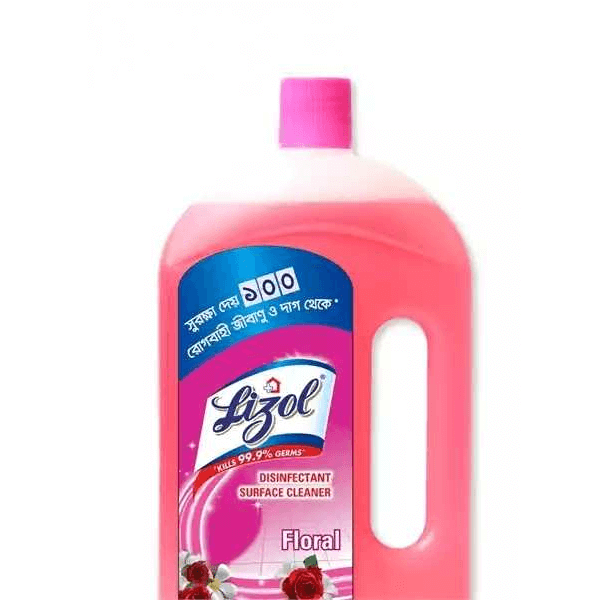 সুরক্ষা দেয় ১০০
রোগবাহী জীবাণু ও দাগ থেকে*
Lizol®
*KILLS 99.9% GERMS*
DISINFECTANT
SURFACE CLEANER
Floral